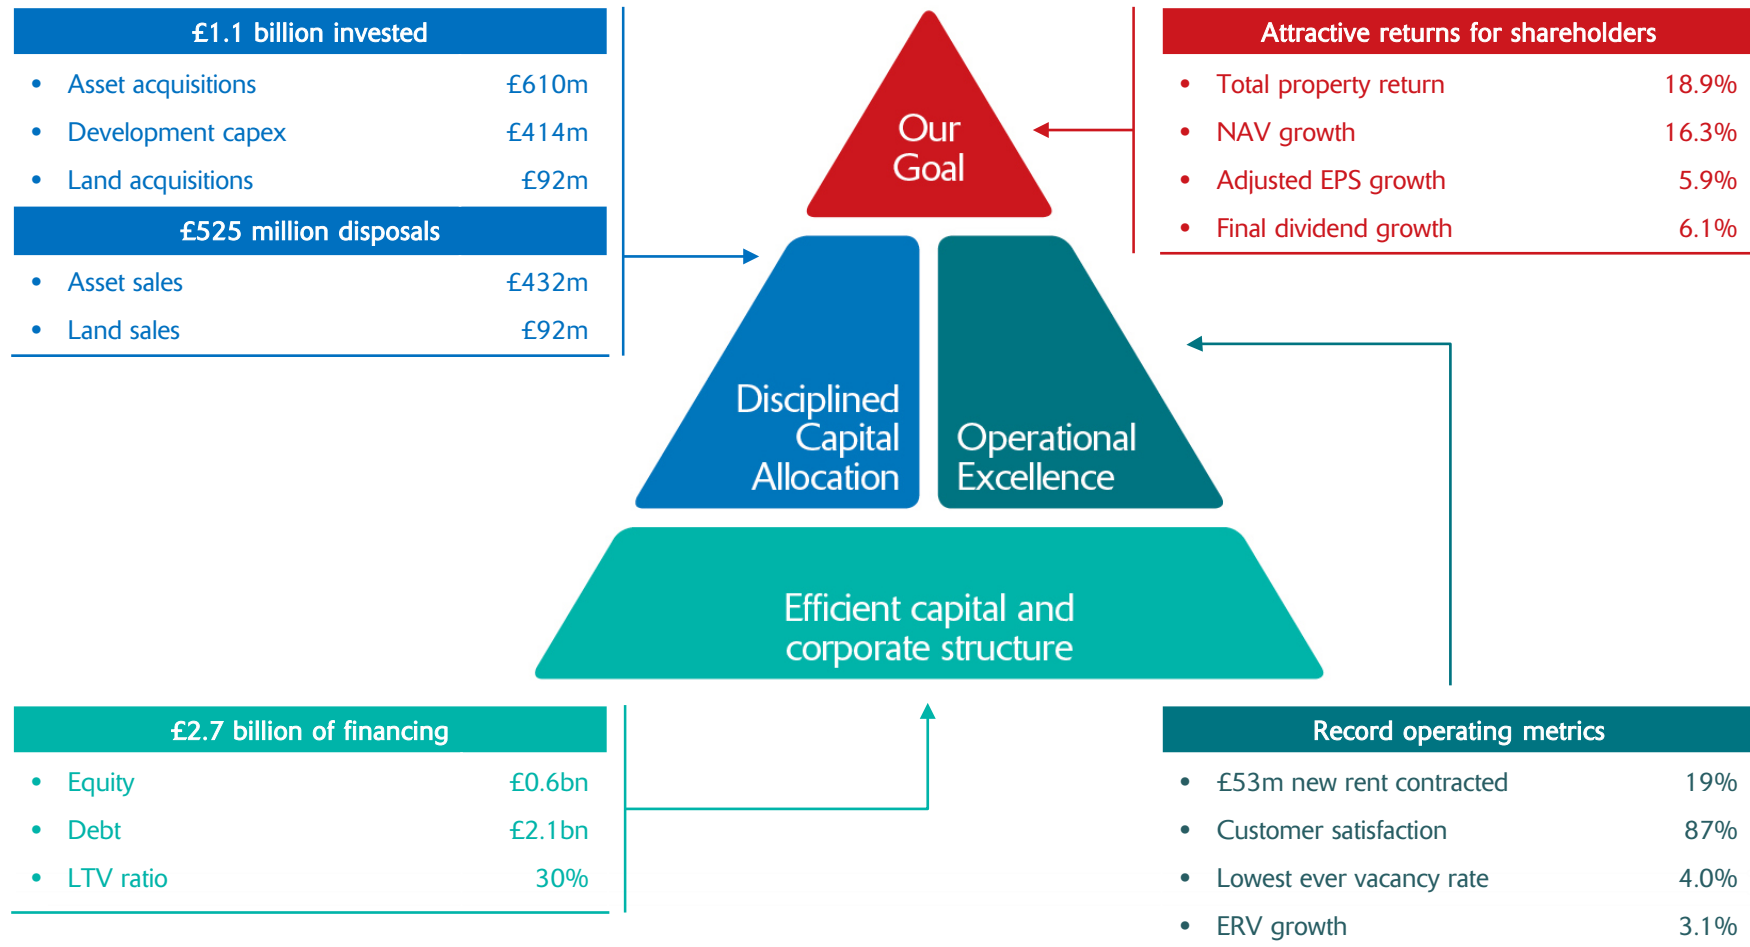 £1.1 billion invested
• Asset acquisitions £610m
• Development capex £414m
• Land acquisitions £92m
£525 million disposals
• Asset sales £432m
• Land sales £92m
Our
Goal
Attractive returns for shareholders
• Total property return 18.9%
• NAV growth 16.3%
• Adjusted EPS growth 5.9%
• Final dividend growth 6.1%
Disciplined
Capital
Allocation
Operational
Excellence
Efficient capital and
corporate structure
£2.7 billion of financing
• Equity £0.6bn
• Debt £2.1bn
• LTV ratio 30%
Record operating metrics
• £53m new rent contracted 19%
• Customer satisfaction 87%
• Lowest ever vacancy rate 4.0%
• ERV growth 3.1%